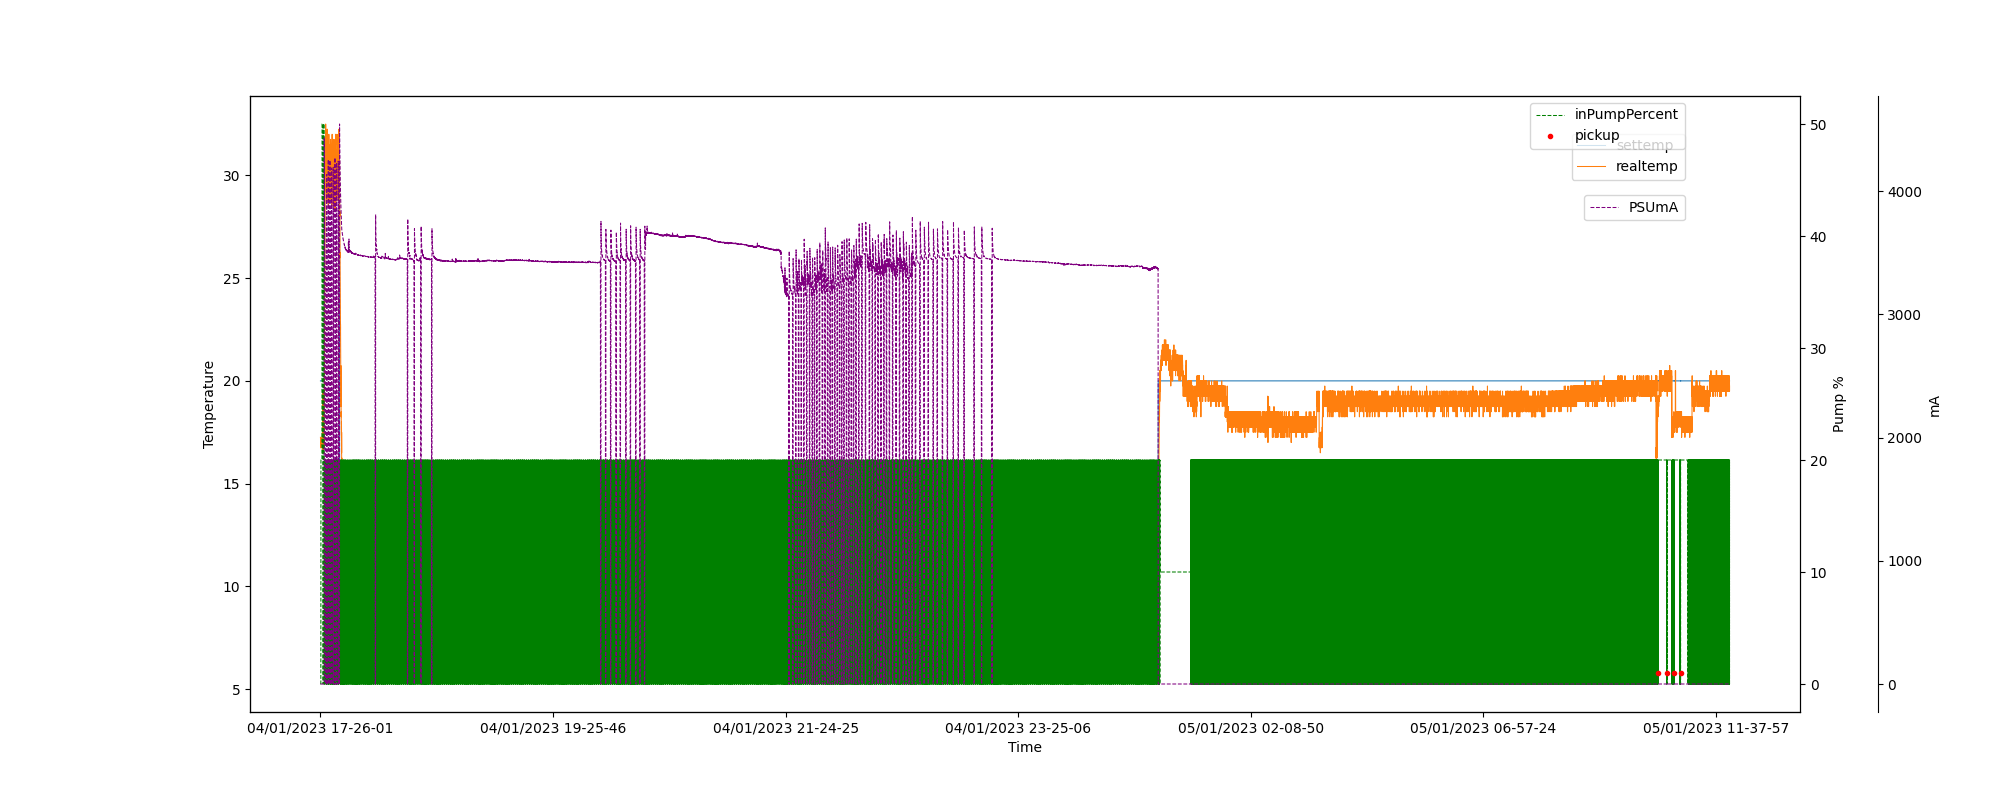 inPumpPercent
pickup
settemp
realtemp
PSUmA
30
25
20
15
10
5
Temperature
50
40
30
20
10
0
Pump %
4000
3000
2000
1000
0
mA
04/01/2023 17-26-01
04/01/2023 19-25-46
04/01/2023 21-24-25
04/01/2023 23-25-06
05/01/2023 02-08-50
05/01/2023 06-57-24
05/01/2023 11-37-57
Time